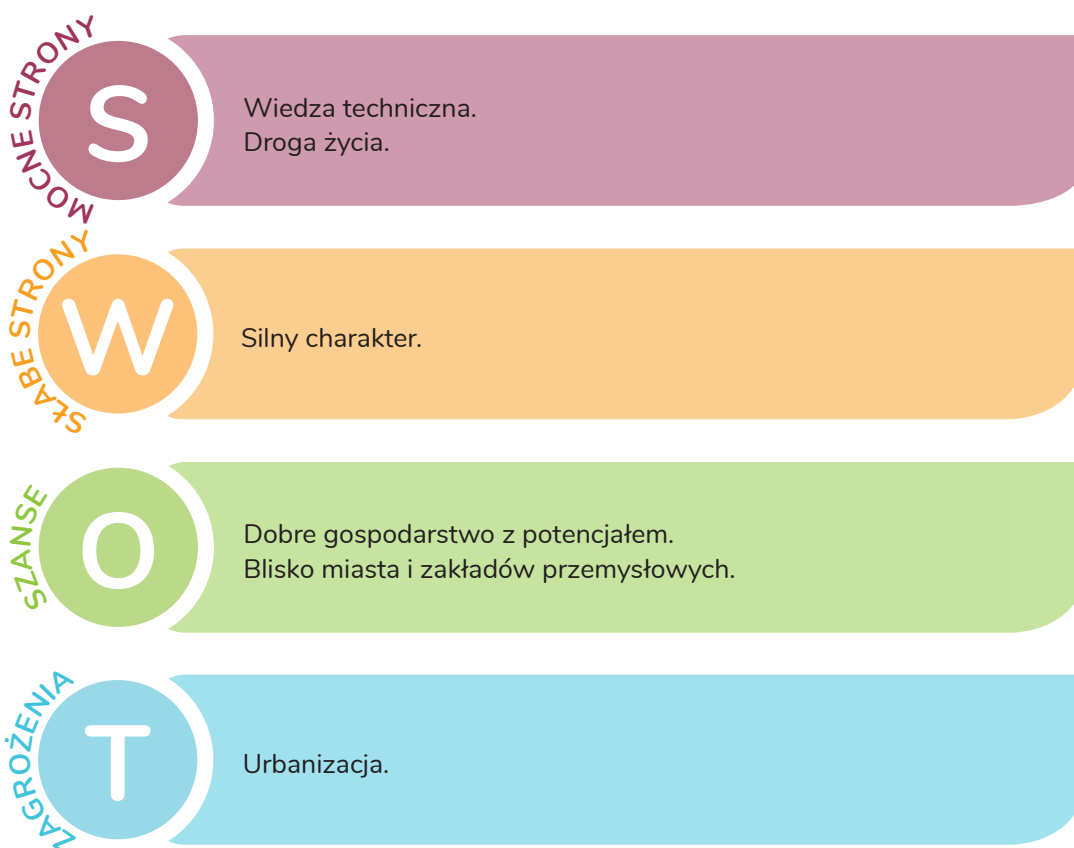 MOCNE STRONY
S
Wiedza techniczna.
Droga życia.
SŁABE STRONY
W
Silny charakter.
SZANSE
O
Dobre gospodarstwo z potencjałem.
Blisko miasta i zakładów przemysłowych.
ZAGROŻENIA
T
Urbanizacja.